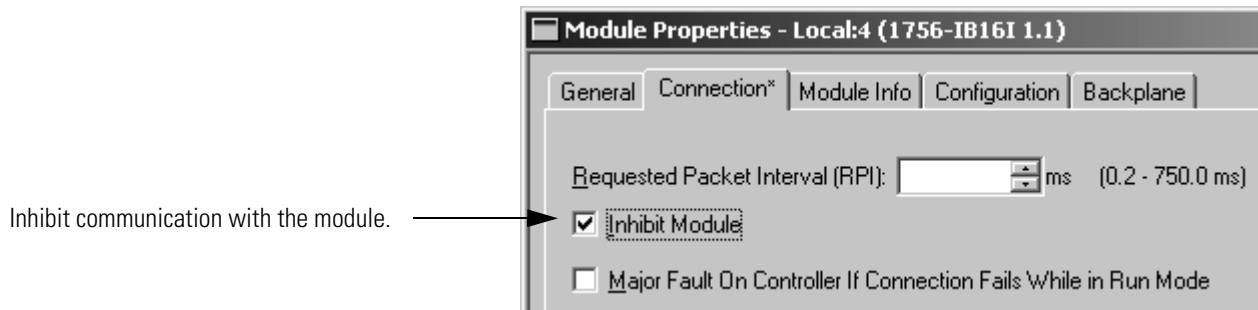 Module Properties - Local:4 (1756-IB16I 1.1)
General Connection* Module Info Configuration Backplane
Requested Packet Interval (RPI): ms (0.2 - 750.0 ms)
Inhibit communication with the module.
Inhibit Module
Major Fault On Controller If Connection Fails While in Run Mode